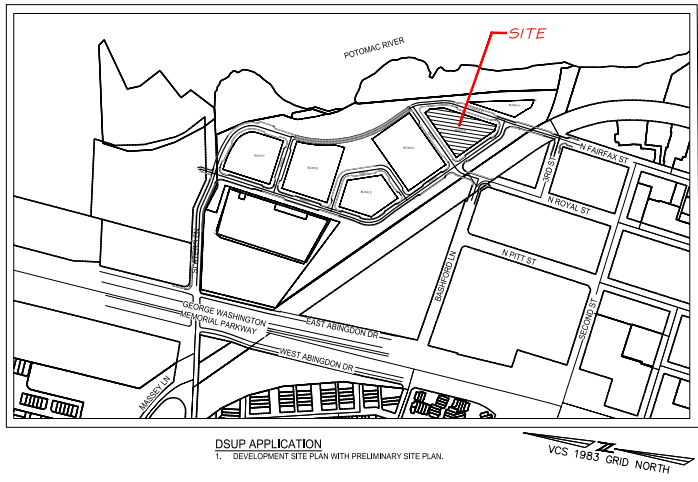 SITE
POTOMAC RIVER
N FAIRFAX ST
3RD ST
N ROYAL ST
N PITT ST
BASHFORD LN
SECOND ST
GEORGE WASHINGTON
MEMORIAL PARKWAY
EAST ABINGDON DR
WEST ABINGDON DR
MASSEY LN
DSUP APPLICATION
1. DEVELOPMENT SITE PLAN WITH PRELIMINARY SITE PLAN.
VCS 1983 GRID NORTH